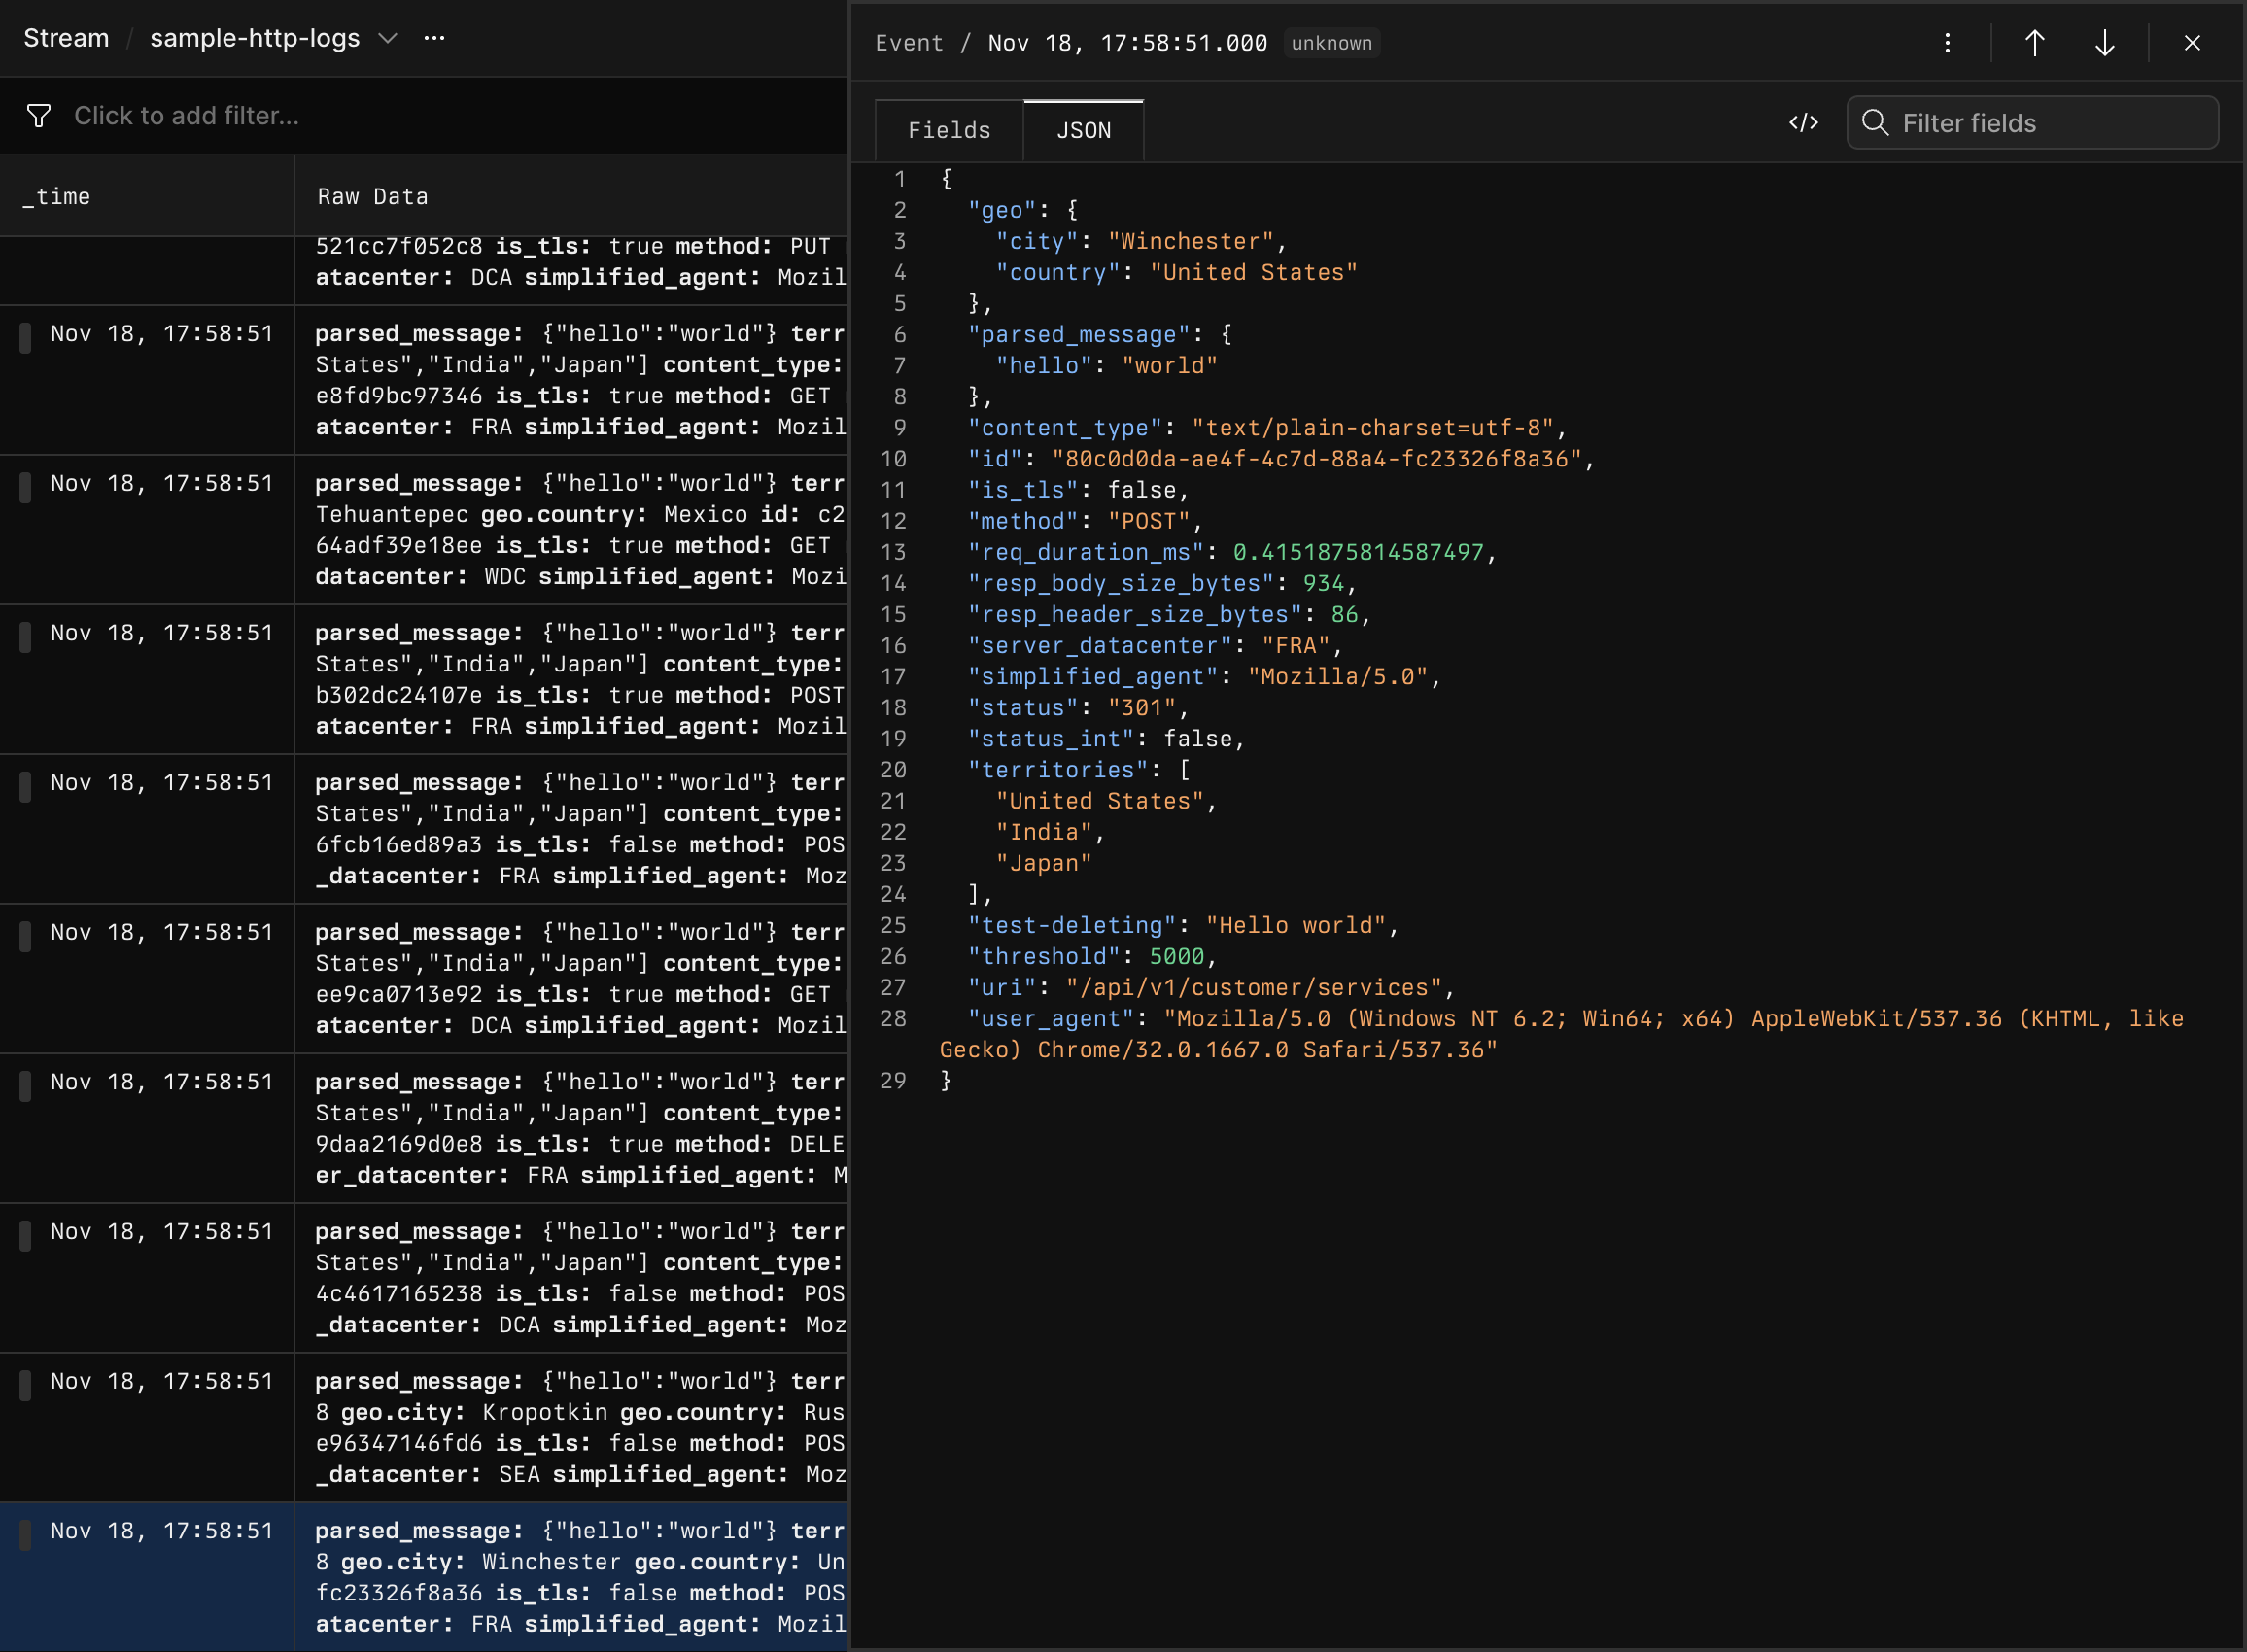 Stream / sample-http-logs
Click to add filter...
_time
Raw Data
521cc7f052c8 is_tls: true method: PUT
atacenter: DCA simplified_agent: Mozil
Nov 18, 17:58:51
parsed_message: {"hello":"world"} terr
States","India","Japan"] content_type:
e8fd9bc97346 is_tls: true method: GET
atacenter: FRA simplified_agent: Mozil
Nov 18, 17:58:51
parsed_message: {"hello":"world"} terr
Tehuantepec geo.country: Mexico id: c2
64adf39e18ee is_tls: true method: GET
datacenter: WDC simplified_agent: Mozi
Nov 18, 17:58:51
parsed_message: {"hello":"world"} terr
States","India","Japan"] content_type:
b302dc24107e is_tls: true method: POST
atacenter: FRA simplified_agent: Mozil
Nov 18, 17:58:51
parsed_message: {"hello":"world"} terr
States","India","Japan"] content_type:
6fcb16ed89a3 is_tls: false method: POS
_datacenter: FRA simplified_agent: Moz
Nov 18, 17:58:51
parsed_message: {"hello":"world"} terr
States","India","Japan"] content_type:
ee9ca0713e92 is_tls: true method: GET
atacenter: DCA simplified_agent: Mozil
Nov 18, 17:58:51
parsed_message: {"hello":"world"} terr
States","India","Japan"] content_type:
9daa2169d0e8 is_tls: true method: DELE
er_datacenter: FRA simplified_agent: M
Nov 18, 17:58:51
parsed_message: {"hello":"world"} terr
States","India","Japan"] content_type:
4c4617165238 is_tls: false method: POS
_datacenter: DCA simplified_agent: Moz
Nov 18, 17:58:51
parsed_message: {"hello":"world"} terr
8 geo.city: Kropotkin geo.country: Rus
e96347146fd6 is_tls: false method: POS
_datacenter: SEA simplified_agent: Moz
Nov 18, 17:58:51
parsed_message: {"hello":"world"} terr
8 geo.city: Winchester geo.country: Un
fc23326f8a36 is_tls: false method: POS
atacenter: FRA simplified_agent: Mozil
Event / Nov 18, 17:58:51.000 unknown
Fields
JSON
</>
Filter fields
1 {
2 "geo": {
3 "city": "Winchester",
4 "country": "United States"
5 },
6 "parsed_message": {
7 "hello": "world"
8 },
9 "content_type": "text/plain-charset=utf-8",
10 "id": "80c0d0da-ae4f-4c7d-88a4-fc23326f8a36",
11 "is_tls": false,
12 "method": "POST",
13 "req_duration_ms": 0.4151875814587497,
14 "resp_body_size_bytes": 934,
15 "resp_header_size_bytes": 86,
16 "server_datacenter": "FRA",
17 "simplified_agent": "Mozilla/5.0",
18 "status": "301",
19 "status_int": false,
20 "territories": [
21 "United States",
22 "India",
23 "Japan"
24 ],
25 "test-deleting": "Hello world",
26 "threshold": 5000,
27 "uri": "/api/v1/customer/services",
28 "user_agent": "Mozilla/5.0 (Windows NT 6.2; Win64; x64) AppleWebKit/537.36 (KHTML, like
Gecko) Chrome/32.0.1667.0 Safari/537.36"
29 }